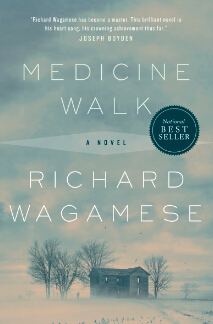 "Richard Wagamese has become a master. This brilliant novel is
his heart song, his crowning achievement thus far."
JOSEPH BOYDEN
MEDICINE
WALK
National
BEST
SELLER
A NOVEL
RICHARD
WAGAMESE